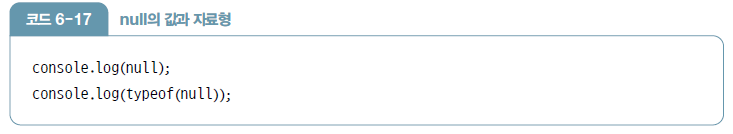 코드 6-17 null의 값과 자료형
console.log(null);
console.log(typeof(null));